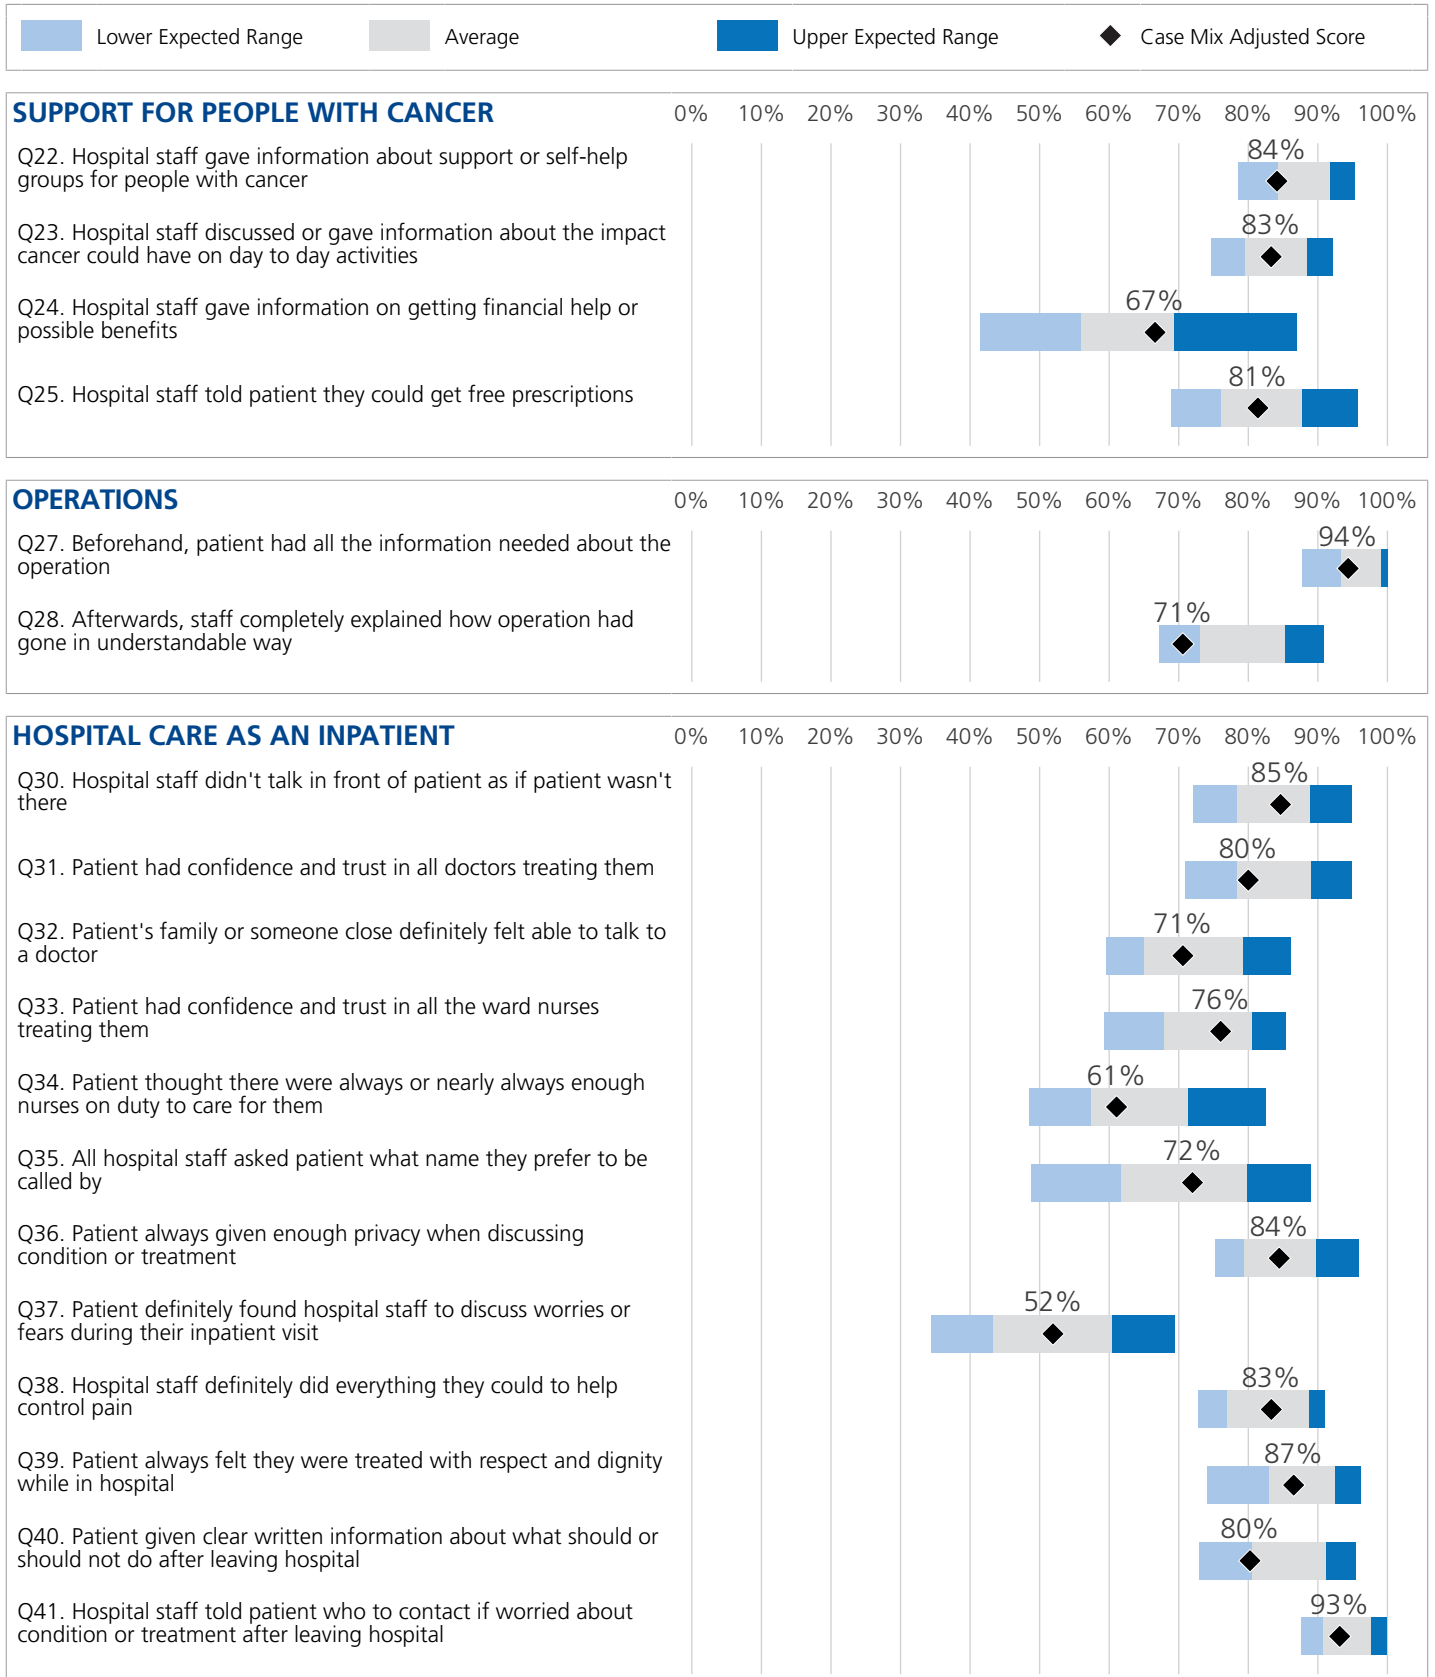 Lower Expected Range Average Upper Expected Range Case Mix Adjusted Score
SUPPORT FOR PEOPLE WITH CANCER 0% 10% 20% 30% 40% 50% 60% 70% 80% 90% 100%
Q22. Hospital staff gave information about support or self-help
groups for people with cancer
84%
Q23. Hospital staff discussed or gave information about the impact
cancer could have on day to day activities
83%
Q24. Hospital staff gave information on getting financial help or
possible benefits
67%
Q25. Hospital staff told patient they could get free prescriptions
81%
OPERATIONS 0% 10% 20% 30% 40% 50% 60% 70% 80% 90% 100%
Q27. Beforehand, patient had all the information needed about the
operation
94%
Q28. Afterwards, staff completely explained how operation had
gone in understandable way
71%
HOSPITAL CARE AS AN INPATIENT 0% 10% 20% 30% 40% 50% 60% 70% 80% 90% 100%
Q30. Hospital staff didn't talk in front of patient as if patient wasn't
there
85%
Q31. Patient had confidence and trust in all doctors treating them
80%
Q32. Patient's family or someone close definitely felt able to talk to
a doctor
71%
Q33. Patient had confidence and trust in all the ward nurses
treating them
76%
Q34. Patient thought there were always or nearly always enough
nurses on duty to care for them
61%
Q35. All hospital staff asked patient what name they prefer to be
called by
72%
Q36. Patient always given enough privacy when discussing
condition or treatment
84%
Q37. Patient definitely found hospital staff to discuss worries or
fears during their inpatient visit
52%
Q38. Hospital staff definitely did everything they could to help
control pain
83%
Q39. Patient always felt they were treated with respect and dignity
while in hospital
87%
Q40. Patient given clear written information about what should or
should not do after leaving hospital
80%
Q41. Hospital staff told patient who to contact if worried about
condition or treatment after leaving hospital
93%